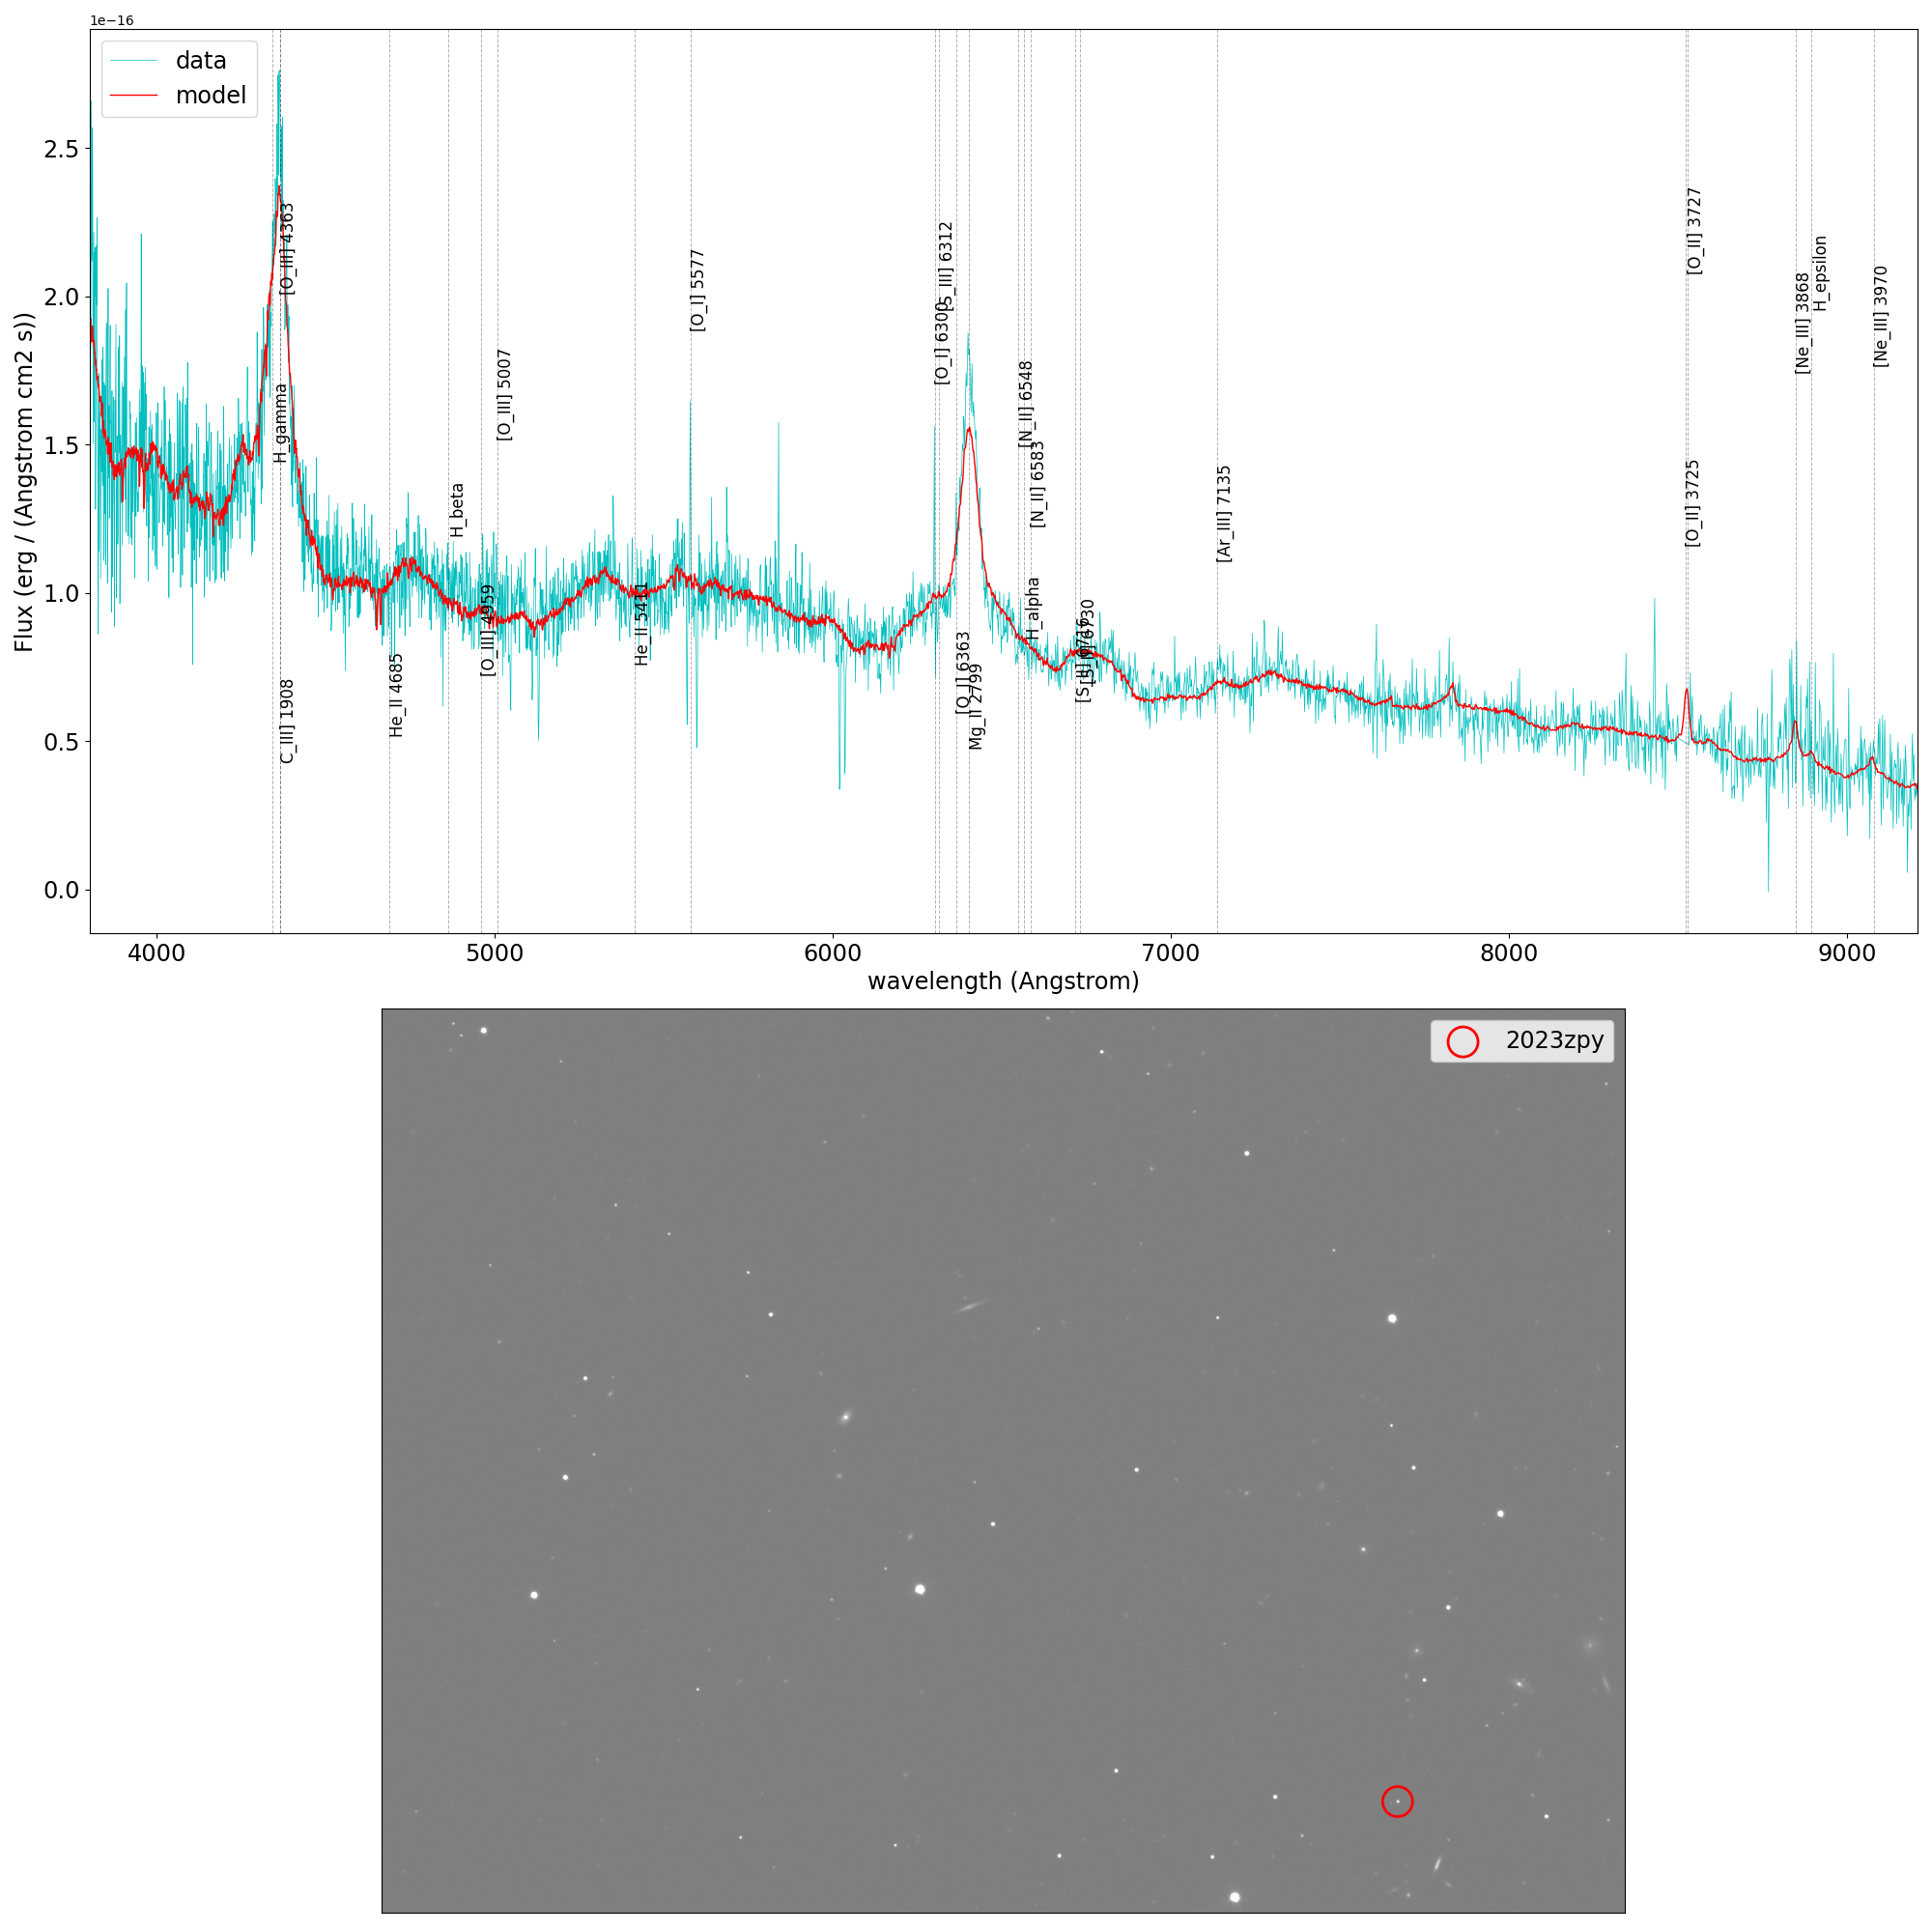 1e−16
data
model
2.5
2.0
1.5
1.0
0.5
0.0
Flux (erg / (Angstrom cm2 s))
H_gamma
[O_III] 4363
C_III] 1908
He_II 4685
H_beta
[O_III] 4959
[O_III] 5007
He_II 5411
[O_I] 5577
[O_I] 6300
[S_III] 6312
[O_I] 6363
Mg_II 2799
[N_II] 6548
H_alpha
[N_II] 6583
[S_II] 6716
[S_II] 6730
[Ar_III] 7135
[O_II] 3725
[O_II] 3727
[Ne_III] 3868
H_epsilon
[Ne_III] 3970
4000
5000
6000
7000
8000
9000
wavelength (Angstrom)
2023zpy